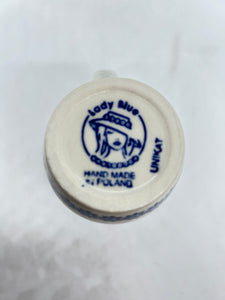 Lady Blue
UNIKAT
HAND MADE
IN POLAND